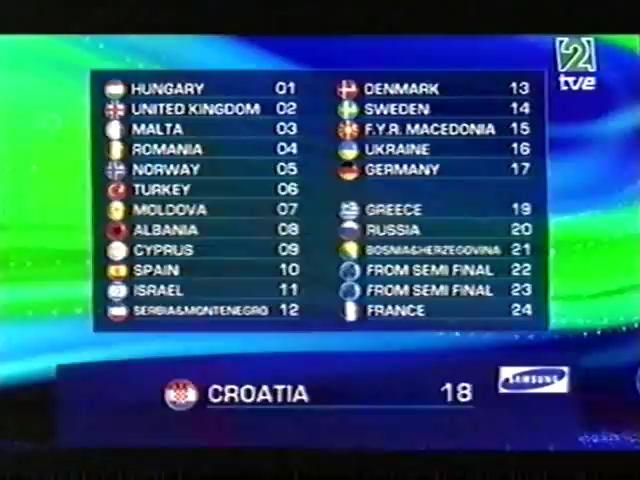 2
tve
HUNGARY 01
UNITED KINGDOM 02
MALTA 03
ROMANIA 04
NORWAY 05
TURKEY 06
MOLDOVA 07
ALBANIA 08
CYPRUS 09
SPAIN 10
ISRAEL 11
SERBIA&MONTENEGRO 12
DENMARK 13
SWEDEN 14
F.Y.R. MACEDONIA 15
UKRAINE 16
GERMANY 17
GREECE 19
RUSSIA 20
BOSNIA&HERZEGOVINA 21
FROM SEMI FINAL 22
FROM SEMI FINAL 23
FRANCE 24
CROATIA 18
SAMSUNG